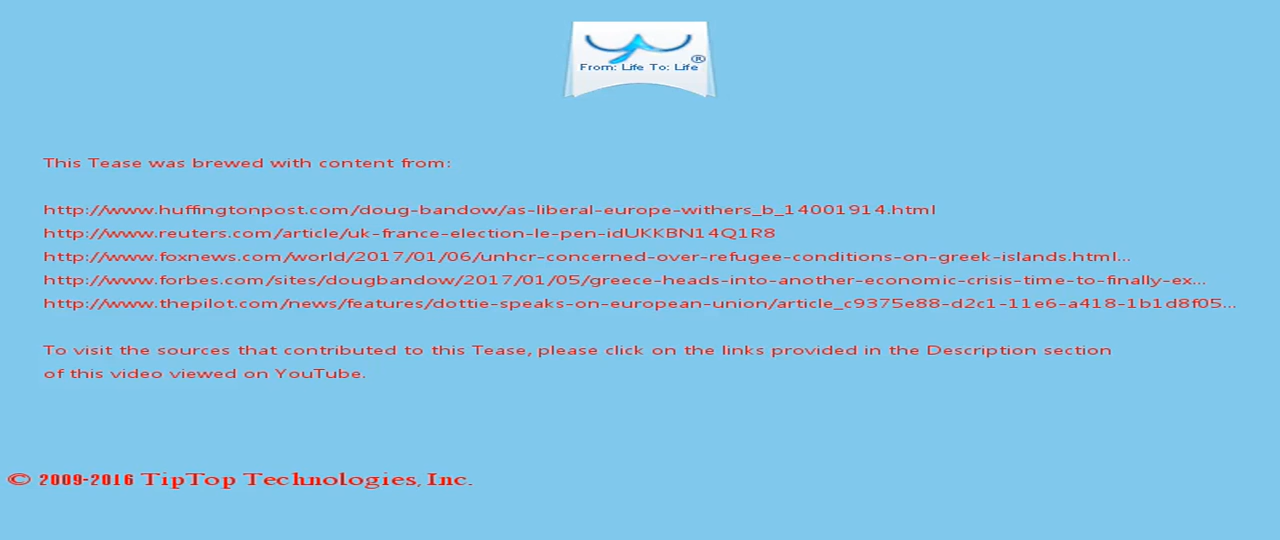 From: Life To: Life
®
This Tease was brewed with content from:
http://www.huffingtonpost.com/doug-bandow/as-liberal-europe-withers_b_14001914.html
http://www.reuters.com/article/uk-france-election-le-pen-idUKKBN14Q1R8
http://www.foxnews.com/world/2017/01/06/unhcr-concerned-over-refugee-conditions-on-greek-islands.html...
http://www.forbes.com/sites/dougbandow/2017/01/05/greece-heads-into-another-economic-crisis-time-to-finally-ex...
http://www.thepilot.com/news/features/dottie-speaks-on-european-union/article_c9375e88-d2c1-11e6-a418-1b1d8f05...
To visit the sources that contributed to this Tease, please click on the links provided in the Description section
of this video viewed on YouTube.
© 2009-2016 TipTop Technologies, Inc.